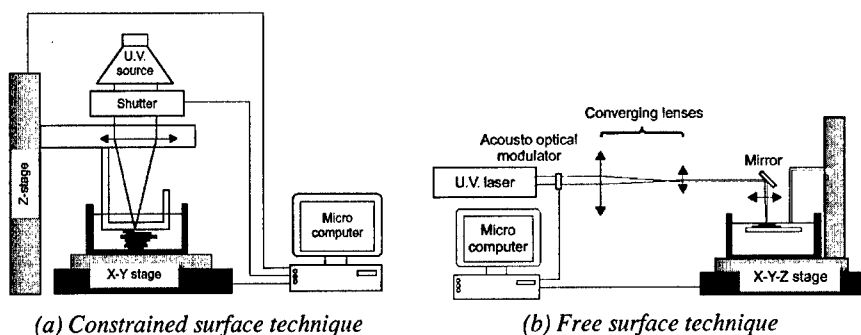 U.V.
source
Shutter
Z-stage
Micro
computer
X-Y stage
(a) Constrained surface technique
Converging lenses
Acousto optical
modulator
Mirror
U.V. laser
Micro
computer
X-Y-Z stage
(b) Free surface technique